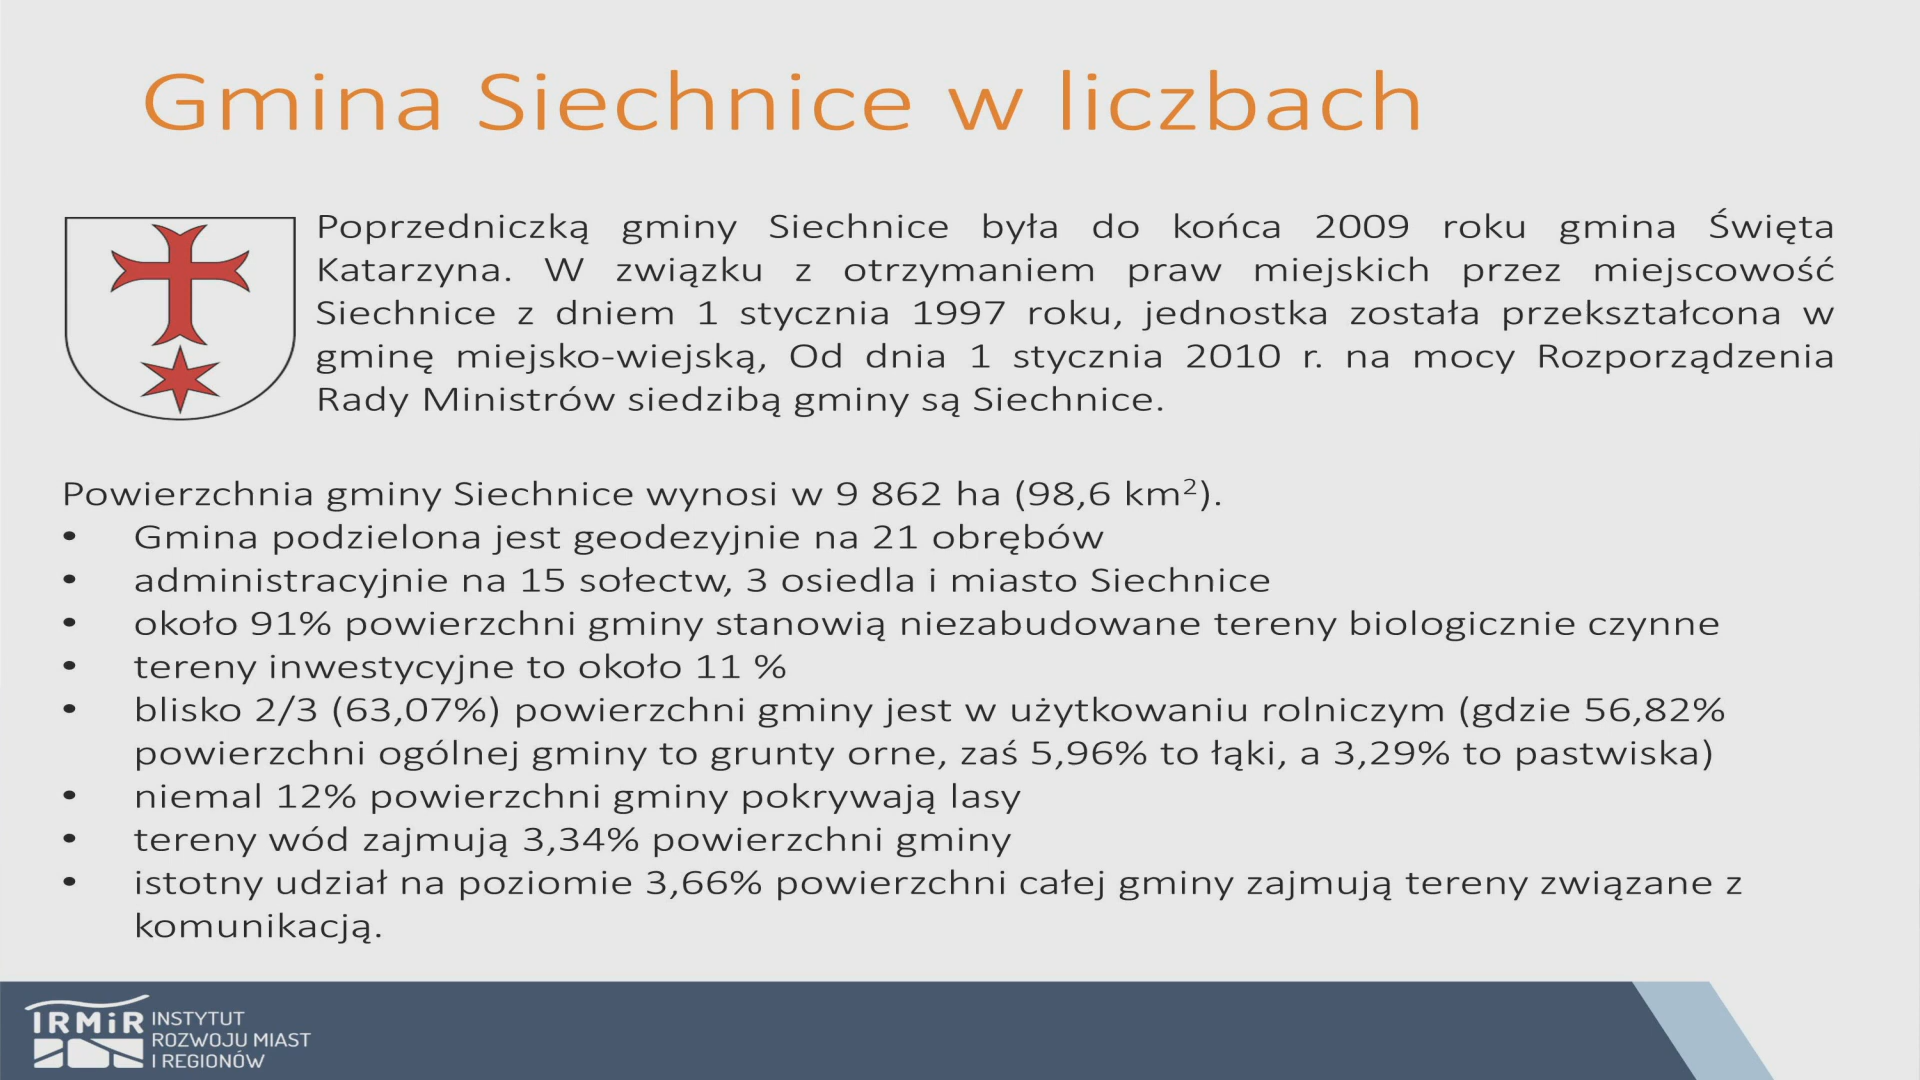 Gmina Siechnice w liczbach
Poprzedniczką gminy Siechnice była do końca 2009 roku gmina Święta
Katarzyna. W związku z otrzymaniem praw miejskich przez miejscowość
Siechnice z dniem 1 stycznia 1997 roku, jednostka została przekształcona w
gminę miejsko-wiejską, Od dnia 1 stycznia 2010 r. na mocy Rozporządzenia
Rady Ministrów siedzibą gminy są Siechnice.
Powierzchnia gminy Siechnice wynosi w 9 862 ha (98,6 km²).
• Gmina podzielona jest geodezyjnie na 21 obrębów
• administracyjnie na 15 sołectw, 3 osiedla i miasto Siechnice
• około 91% powierzchni gminy stanowią niezabudowane tereny biologicznie czynne
• tereny inwestycyjne to około 11 %
• blisko 2/3 (63,07%) powierzchni gminy jest w użytkowaniu rolniczym (gdzie 56,82%
powierzchni ogólnej gminy to grunty orne, zaś 5,96% to łąki, a 3,29% to pastwiska)
• niemal 12% powierzchni gminy pokrywają lasy
• tereny wód zajmują 3,34% powierzchni gminy
• istotny udział na poziomie 3,66% powierzchni całej gminy zajmują tereny związane z
komunikacją.
IRMiR INSTYTUT
ROZWOJU MIAST
I REGIONÓW